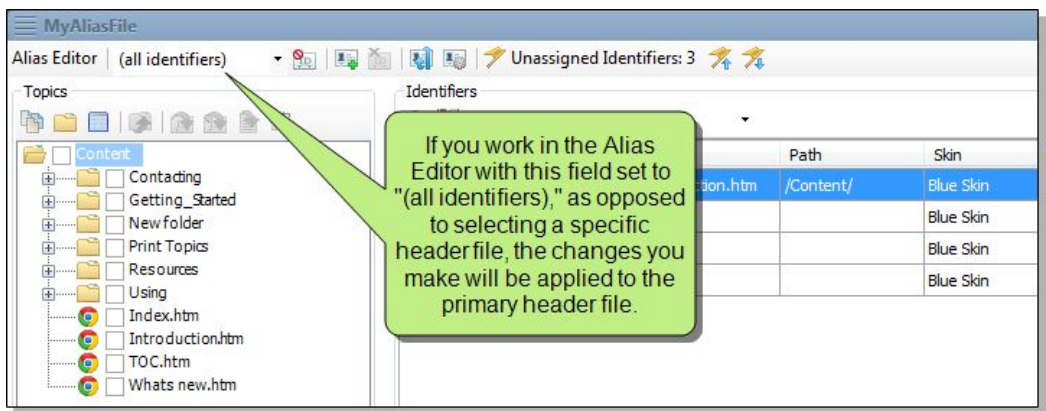 MyAliasFile
Alias Editor (all identifiers) Unassigned Identifiers: 3
Topics
Identifiers
Content
Contacting
Getting_Started
New folder
Print Topics
Resources
Using
Index.htm
Introduction.htm
TOC.htm
Whats new.htm
If you work in the Alias
Editor with this field set to
"(all identifiers)," as opposed
to selecting a specific
header file, the changes you
make will be applied to the
primary header file.
Path Skin
tion.htm /Content/ Blue Skin
Blue Skin
Blue Skin
Blue Skin